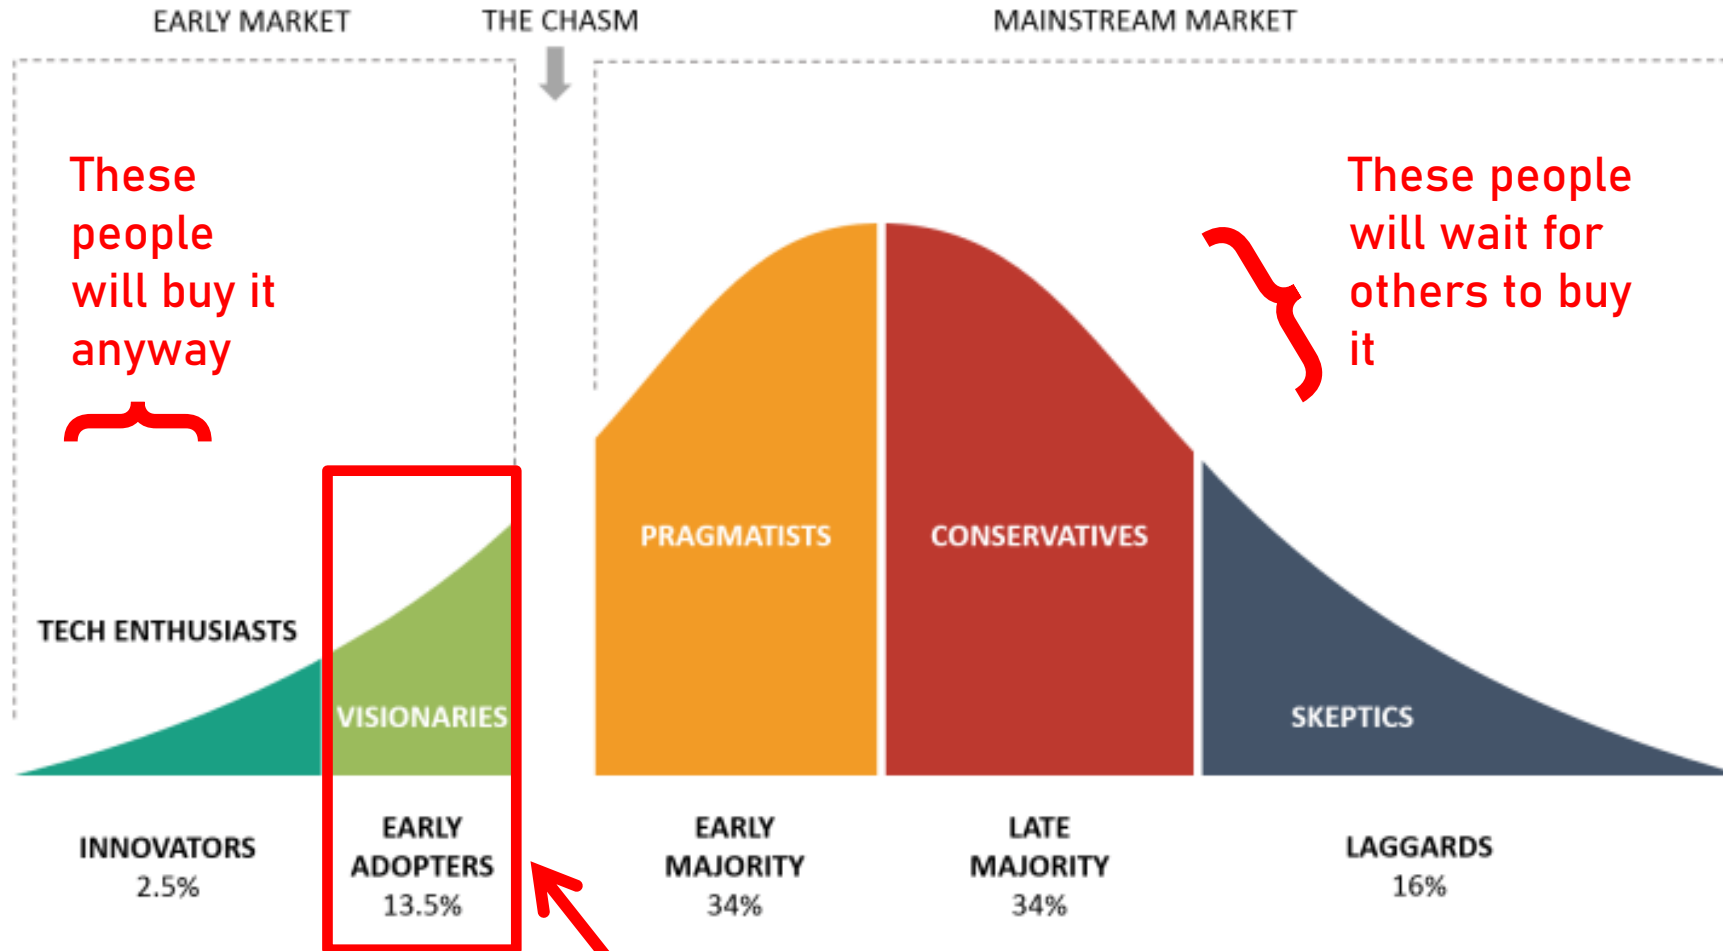 EARLY MARKET
THE CHASM
MAINSTREAM MARKET
These
people
will buy it
anyway
These people
will wait for
others to buy
it
TECH ENTHUSIASTS
VISIONARIES
PRAGMATISTS
CONSERVATIVES
SKEPTICS
INNOVATORS
2.5%
EARLY
ADOPTERS
13.5%
EARLY
MAJORITY
34%
LATE
MAJORITY
34%
LAGGARDS
16%